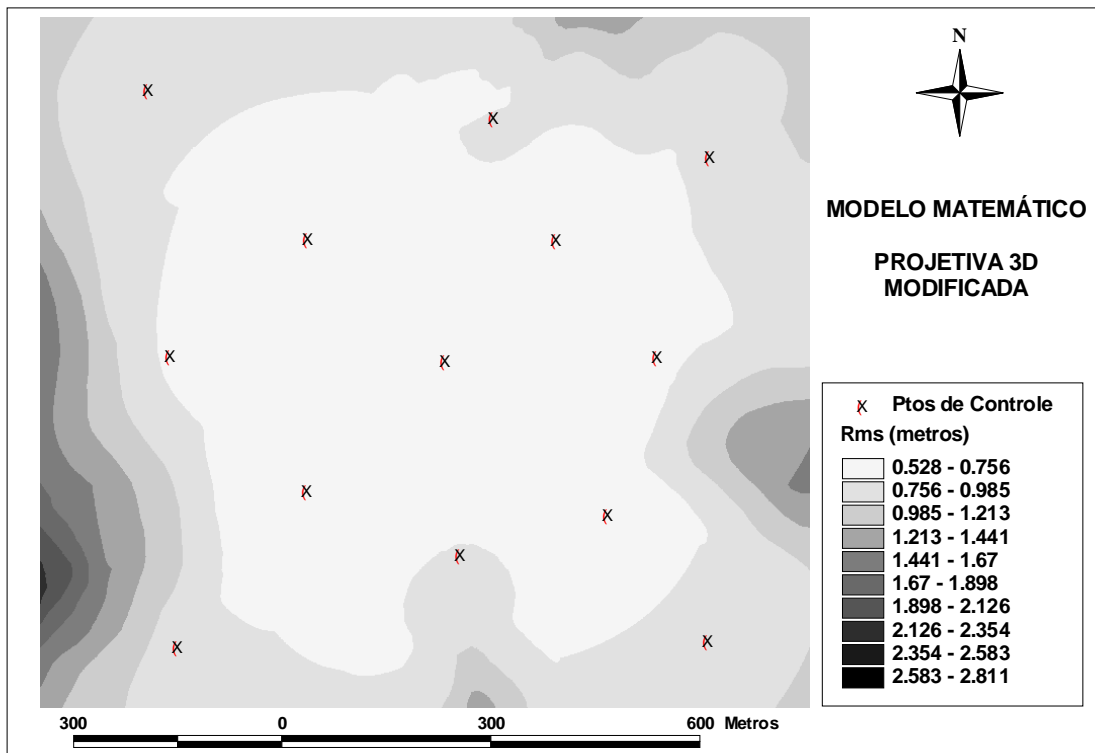 N
MODELO MATEMÁTICO
PROJETIVA 3D
MODIFICADA
X Ptos de Controle
Rms (metros)
0.528 - 0.756
0.756 - 0.985
0.985 - 1.213
1.213 - 1.441
1.441 - 1.67
1.67 - 1.898
1.898 - 2.126
2.126 - 2.354
2.354 - 2.583
2.583 - 2.811
300 0 300 600 Metros